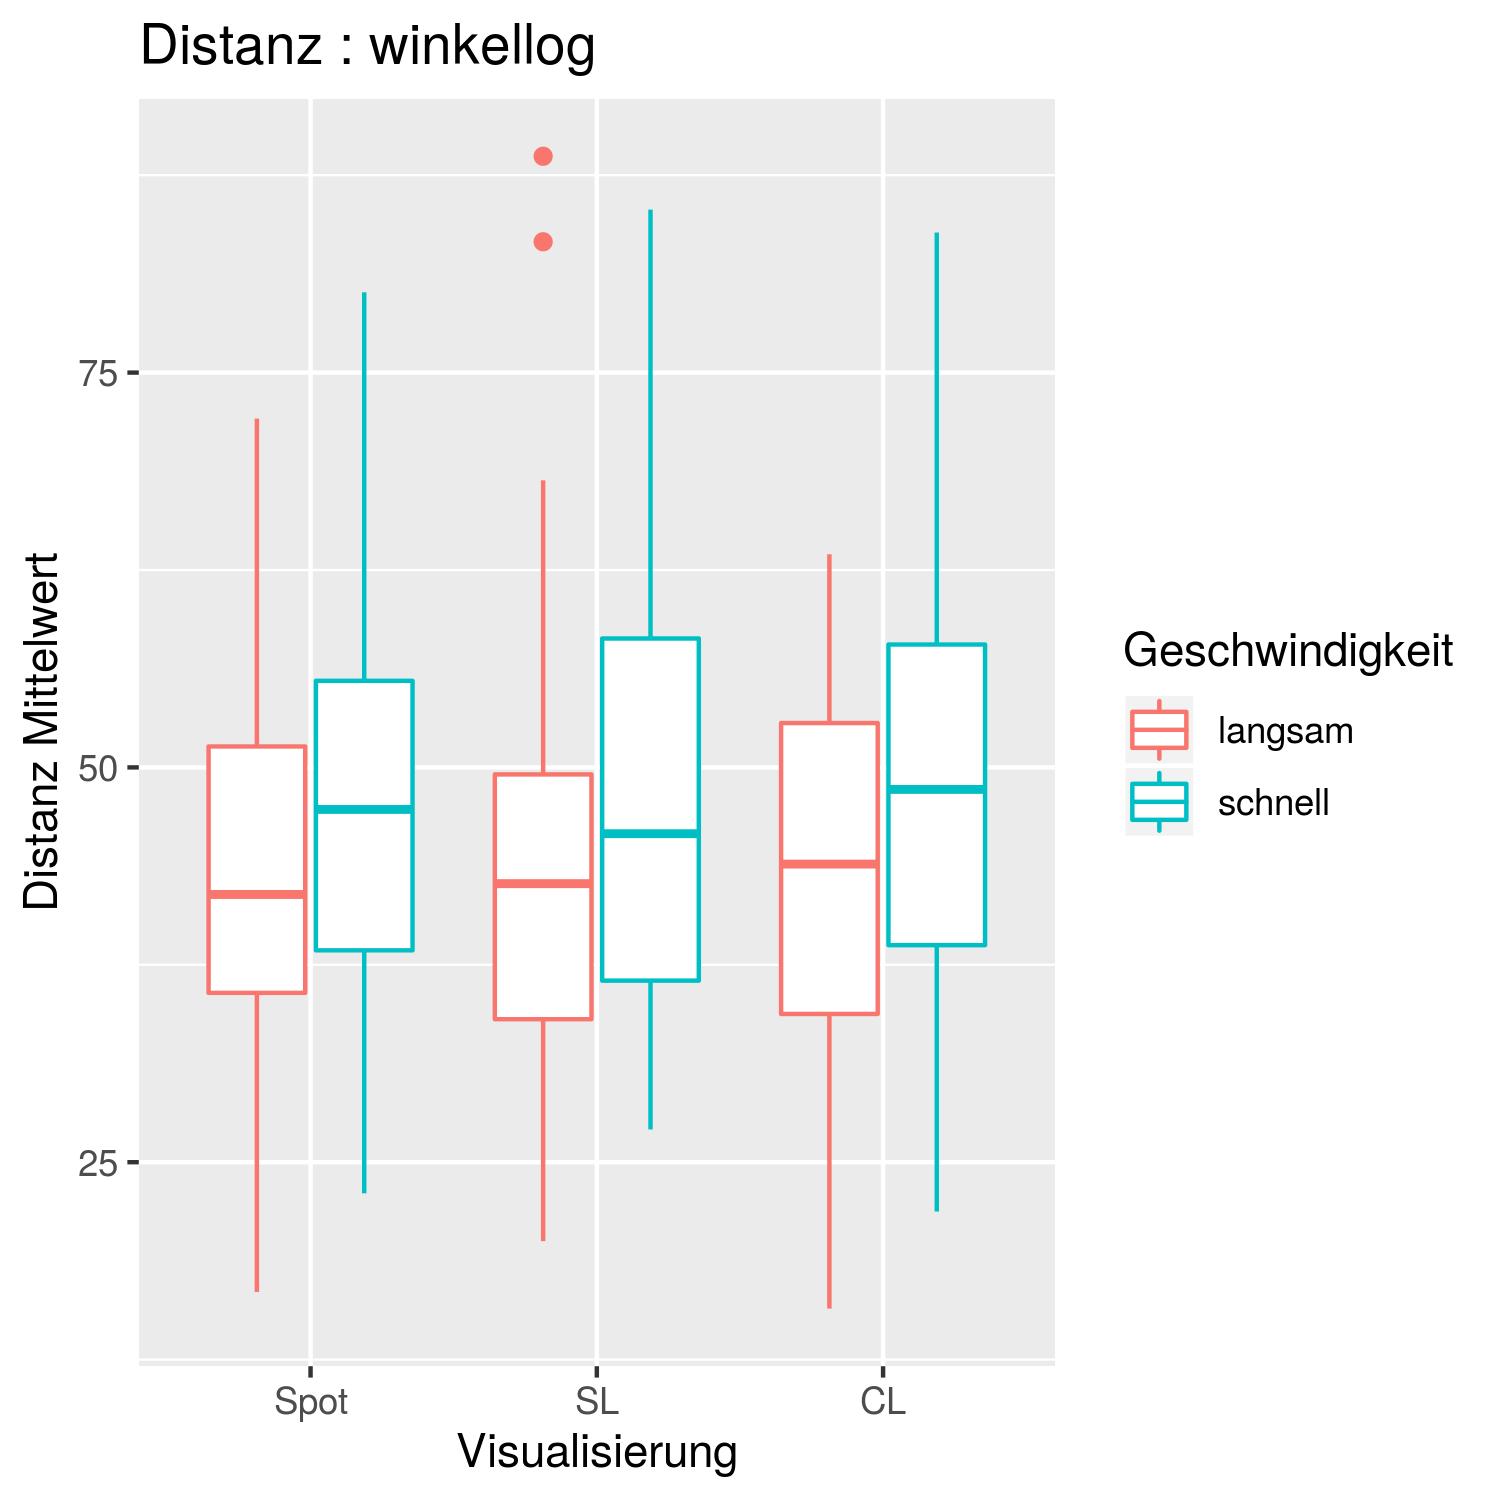 Distanz : winkellog
Distanz Mittelwert
75
50
25
Spot SL CL
Visualisierung
Geschwindigkeit
langsam
schnell